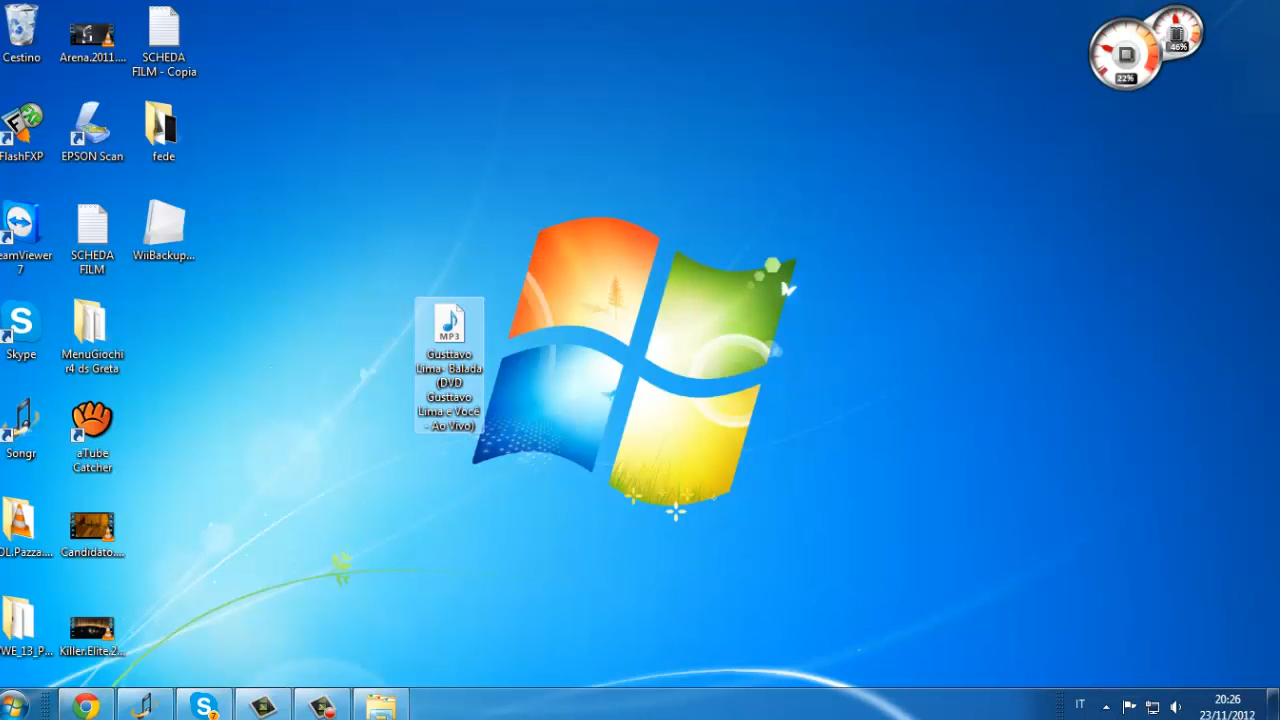 Cestino
Arena.2011....
SCHEDA
FILM - Copia
FlashFXP
EPSON Scan
fede
eamViewer
7
SCHEDA
FILM
WiiBackup...
S
Skype
MenuGiochi
r4 ds Greta
MP3
Gusttavo
Lima- Balada
(DVD
Gusttavo
Lima e Você
- Ao Vivo)
Songr
aTube
Catcher
OL.Pazza....
Candidato....
WE_13_P...
Killer.Elite.2...
46%
22%
S
?
IT
20:26
23/11/2012